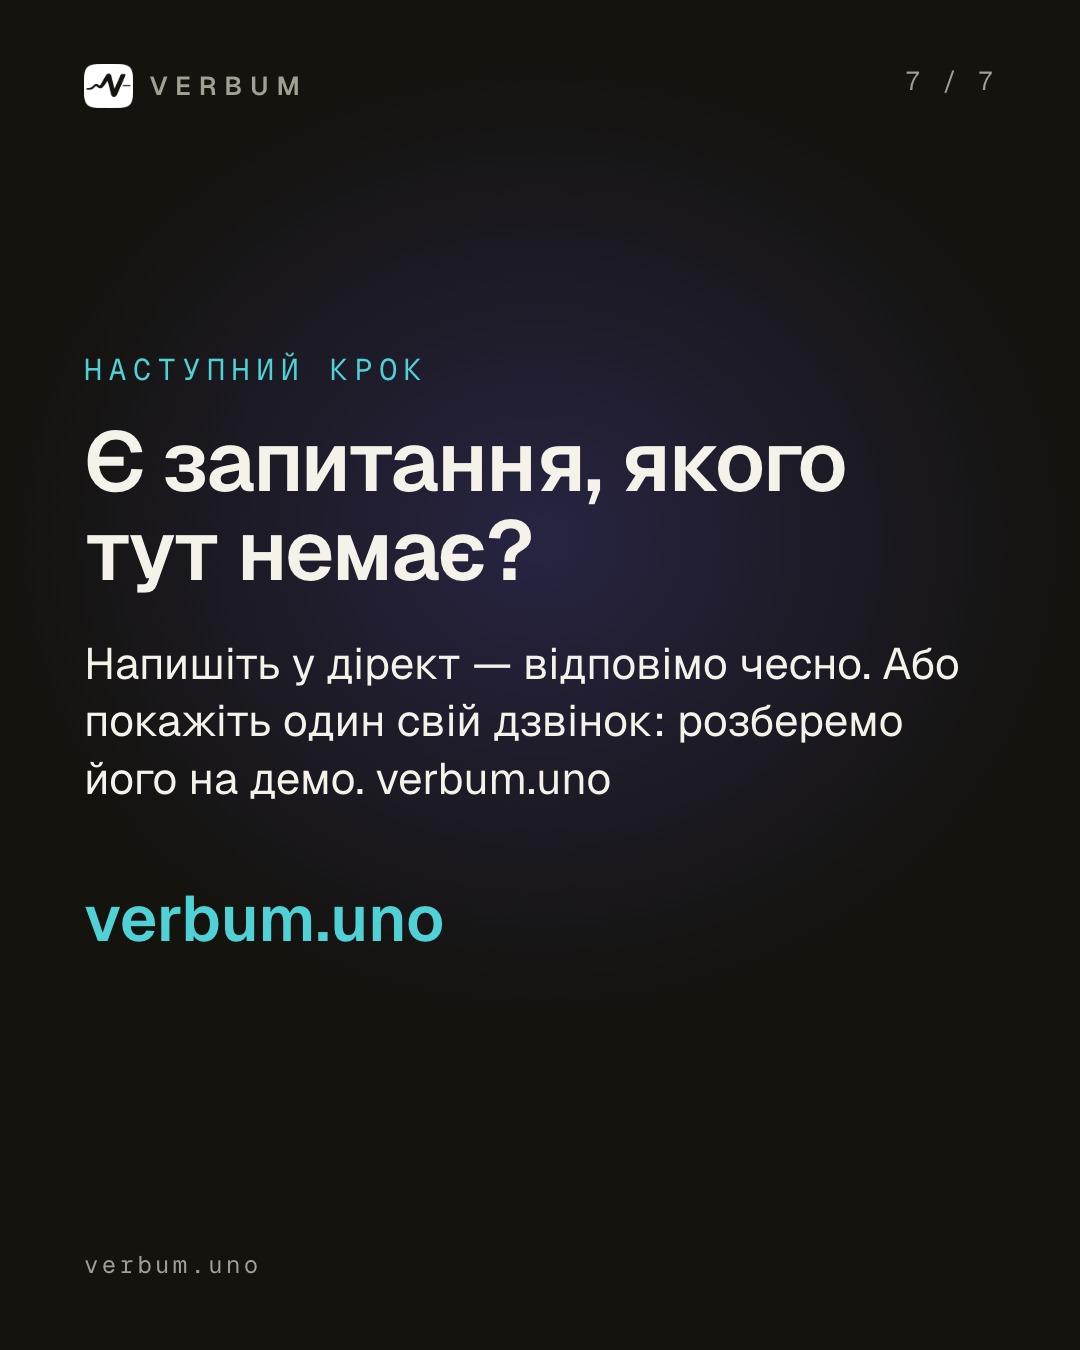 VERBUM
7 / 7
НАСТУПНИЙ КРОК
Є запитання, якого
тут немає?
Напишіть у дірект — відповімо чесно. Або
покажіть один свій дзвінок: розберемо
його на демо. verbum.uno
verbum.uno
verbum.uno